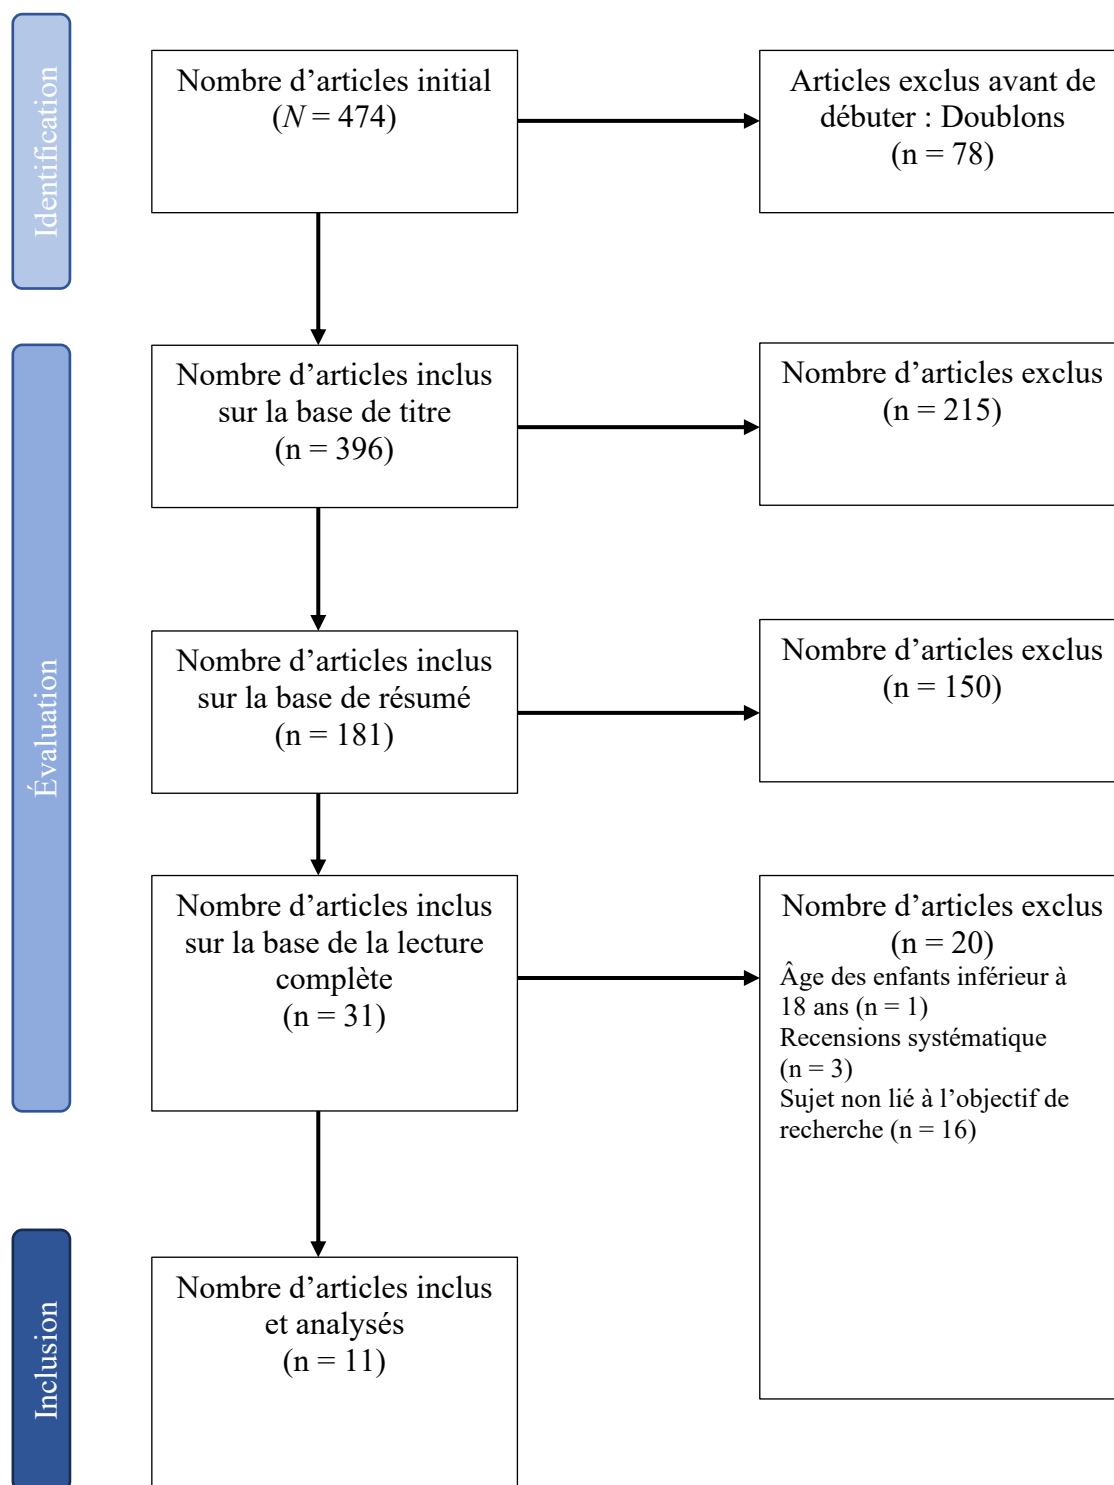 Identification
Nombre d’articles initial
(N = 474)
Articles exclus avant de
débuter : Doublons
(n = 78)
Évaluation
Nombre d’articles inclus
sur la base de titre
(n = 396)
Nombre d’articles exclus
(n = 215)
Nombre d’articles inclus
sur la base de résumé
(n = 181)
Nombre d’articles exclus
(n = 150)
Nombre d’articles inclus
sur la base de la lecture
complète
(n = 31)
Nombre d’articles exclus
(n = 20)
Âge des enfants inférieur à
18 ans (n = 1)
Recensions systématique
(n = 3)
Sujet non lié à l’objectif de
recherche (n = 16)
Inclusion
Nombre d’articles inclus
et analysés
(n = 11)